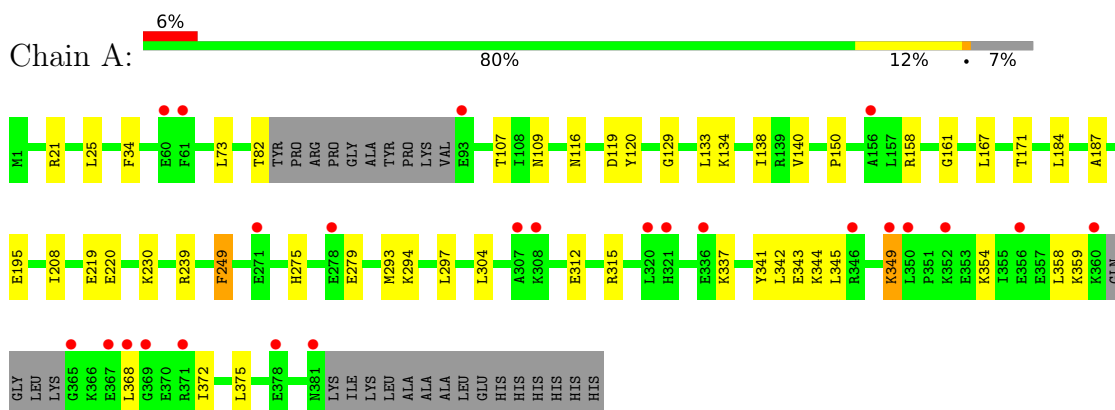 6%
Chain A:
80% 12% • 7%
M1 R21 L25 F34 E60 F61 L73 T82 TYR PRO ARG PRO GLY ALA TYR PRO LYS VAL E93 T107 I108 N109 N116 D119 Y120 G129 L133 K134 I138 R139 V140 P150 A156 L157 R158 G161 L167 T171 L184 A187
E195 I208 E219 E220 K230 R239 F249 E271 H275 E278 E279 M293 K294 L297 L304 A307 K308 E312 R315 L320 H321 E336 K337 Y341 L342 E343 K344 L345 R346 K349 L350 P351 K352 E353 K354 I355 E356 E357 L358 K359 K360 GLN
GLY LEU LYS G365 K366 E367 L368 G369 E370 R371 I372 L375 E378 N381 LYS ILE LYS LEU ALA ALA ALA LEU GLU HIS HIS HIS HIS HIS HIS